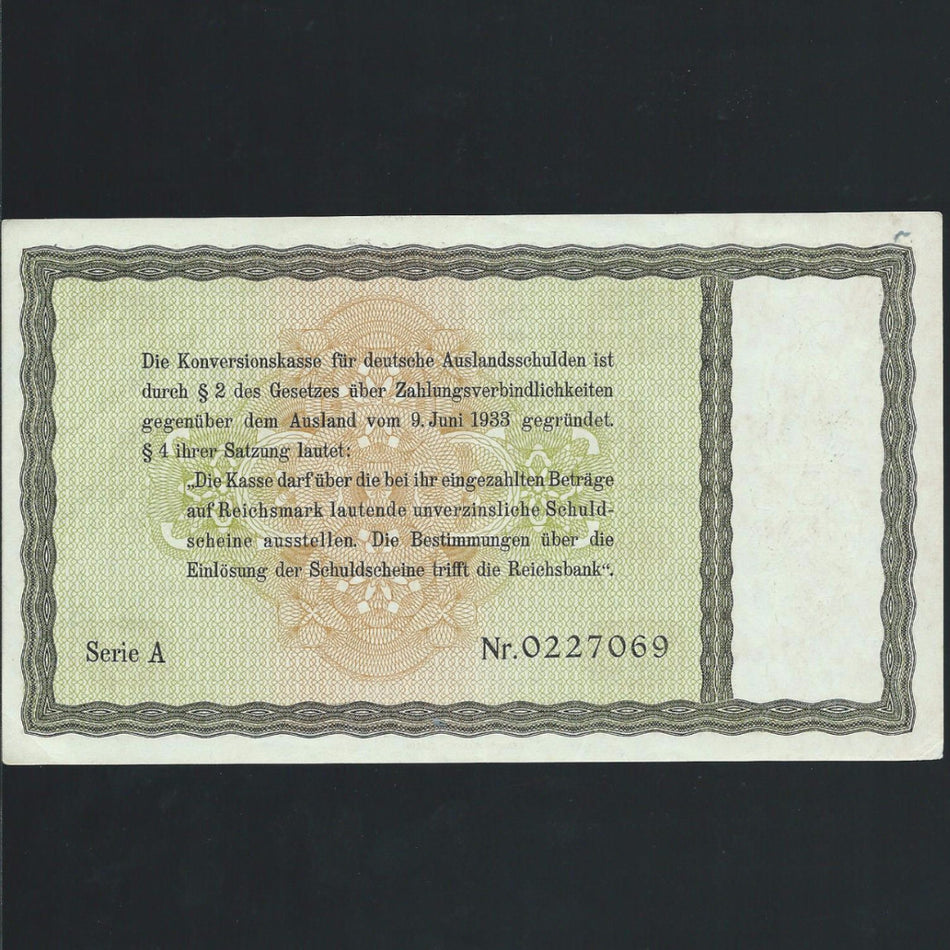 Die Konversionskasse für deutsche Auslandsschulden ist
durch § 2 des Gesetzes über Zahlungsverbindlichkeiten
gegenüber dem Ausland vom 9. Juni 1933 gegründet.
§ 4 ihrer Satzung lautet:
„Die Kasse darf über die bei ihr eingezahlten Beträge
auf Reichsmark lautende unverzinsliche Schuld-
scheine ausstellen. Die Bestimmungen über die
Einlösung der Schuldscheine trifft die Reichsbank“.
Serie A
Nr. 0227069